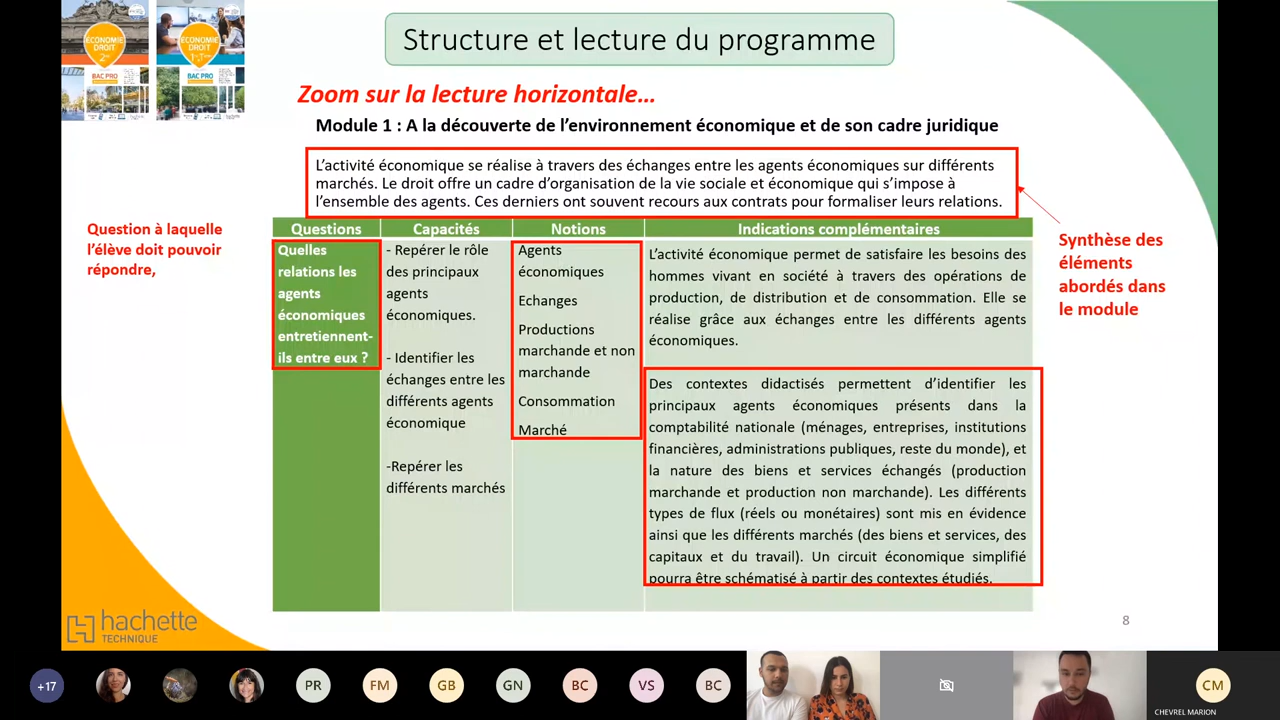 ÉCONOMIE
DROIT
2de
BAC PRO
ÉCONOMIE
DROIT
1re, Tle
BAC PRO
Structure et lecture du programme
Zoom sur la lecture horizontale…
Module 1 : A la découverte de l’environnement économique et de son cadre juridique
L’activité économique se réalise à travers des échanges entre les agents économiques sur différents
marchés. Le droit offre un cadre d’organisation de la vie sociale et économique qui s’impose à
l’ensemble des agents. Ces derniers ont souvent recours aux contrats pour formaliser leurs relations.
Question à laquelle
l’élève doit pouvoir
répondre,
Questions
Quelles
relations les
agents
économiques
entretiennent-
ils entre eux ?
Capacités
- Repérer le rôle
des principaux
agents
économiques.
- Identifier les
échanges entre les
différents agents
économique
-Repérer les
différents marchés
Notions
Agents
économiques
Echanges
Productions
marchande et non
marchande
Consommation
Marché
Indications complémentaires
L’activité économique permet de satisfaire les besoins des
hommes vivant en société à travers des opérations de
production, de distribution et de consommation. Elle se
réalise grâce aux échanges entre les différents agents
économiques.
Des contextes didactisés permettent d’identifier les
principaux agents économiques présents dans la
comptabilité nationale (ménages, entreprises, institutions
financières, administrations publiques, reste du monde), et
la nature des biens et services échangés (production
marchande et production non marchande). Les différents
types de flux (réels ou monétaires) sont mis en évidence
ainsi que les différents marchés (des biens et services, des
capitaux et du travail). Un circuit économique simplifié
pourra être schématisé à partir des contextes étudiés.
Synthèse des
éléments
abordés dans
le module
hachette
TECHNIQUE
8
+17
PR
FM
GB
GN
BC
VS
BC
CM
CHEVREL MARION